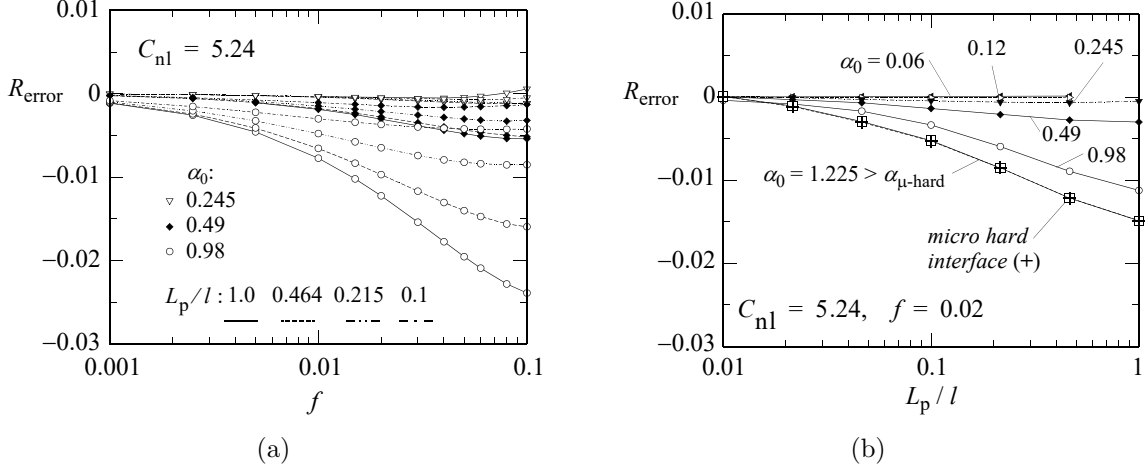 0.01
C_nl = 5.24
0
R_error
−0.01
α_0:
0.245
0.49
0.98
−0.02
L_p/l : 1.0 0.464 0.215 0.1
−0.03
0.001 0.01 0.1
f
(a)
0.01
0.12 0.245
α_0 = 0.06
0
R_error
0.49
0.98
−0.01
α_0 = 1.225 > α_μ-hard
micro hard
interface (+)
−0.02
C_nl = 5.24, f = 0.02
−0.03
0.01 0.1 1
L_p / l
(b)